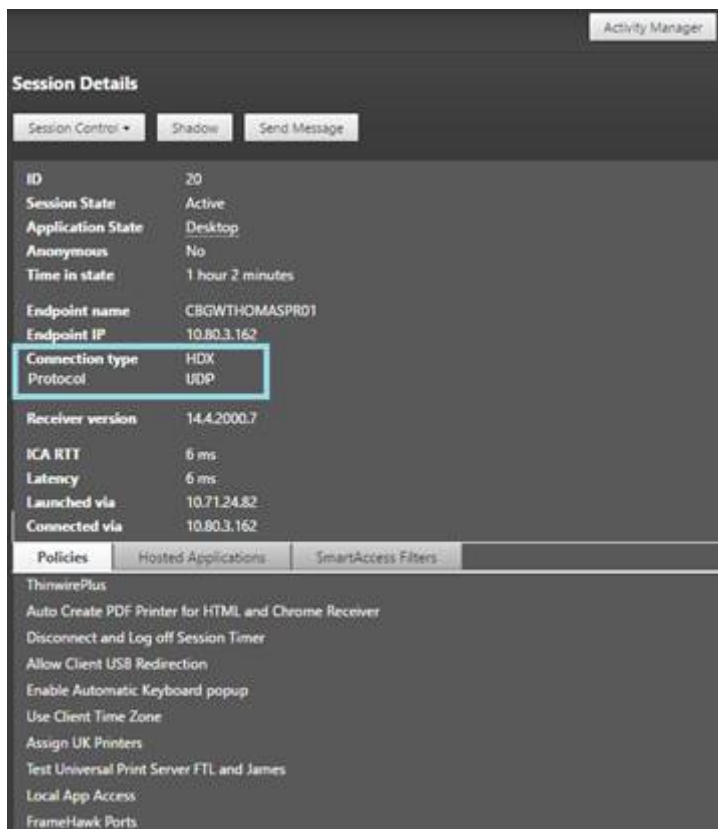 Activity Manager
Session Details
Session Control Shadow Send Message
ID 20
Session State Active
Application State Desktop
Anonymous No
Time in state 1 hour 2 minutes
Endpoint name CBGWTHOMASPR01
Endpoint IP 10.80.3.162
Connection type HDX
Protocol UDP
Receiver version 14.4.2000.7
ICA RTT 6 ms
Latency 6 ms
Launched via 10.71.24.82
Connected via 10.80.3.162
Policies Hosted Applications SmartAccess Filters
ThinwirePlus
Auto Create PDF Printer for HTML and Chrome Receiver
Disconnect and Log off Session Timer
Allow Client USB Redirection
Enable Automatic Keyboard popup
Use Client Time Zone
Assign UK Printers
Test Universal Print Server FTL and James
Local App Access
FrameHawk Ports